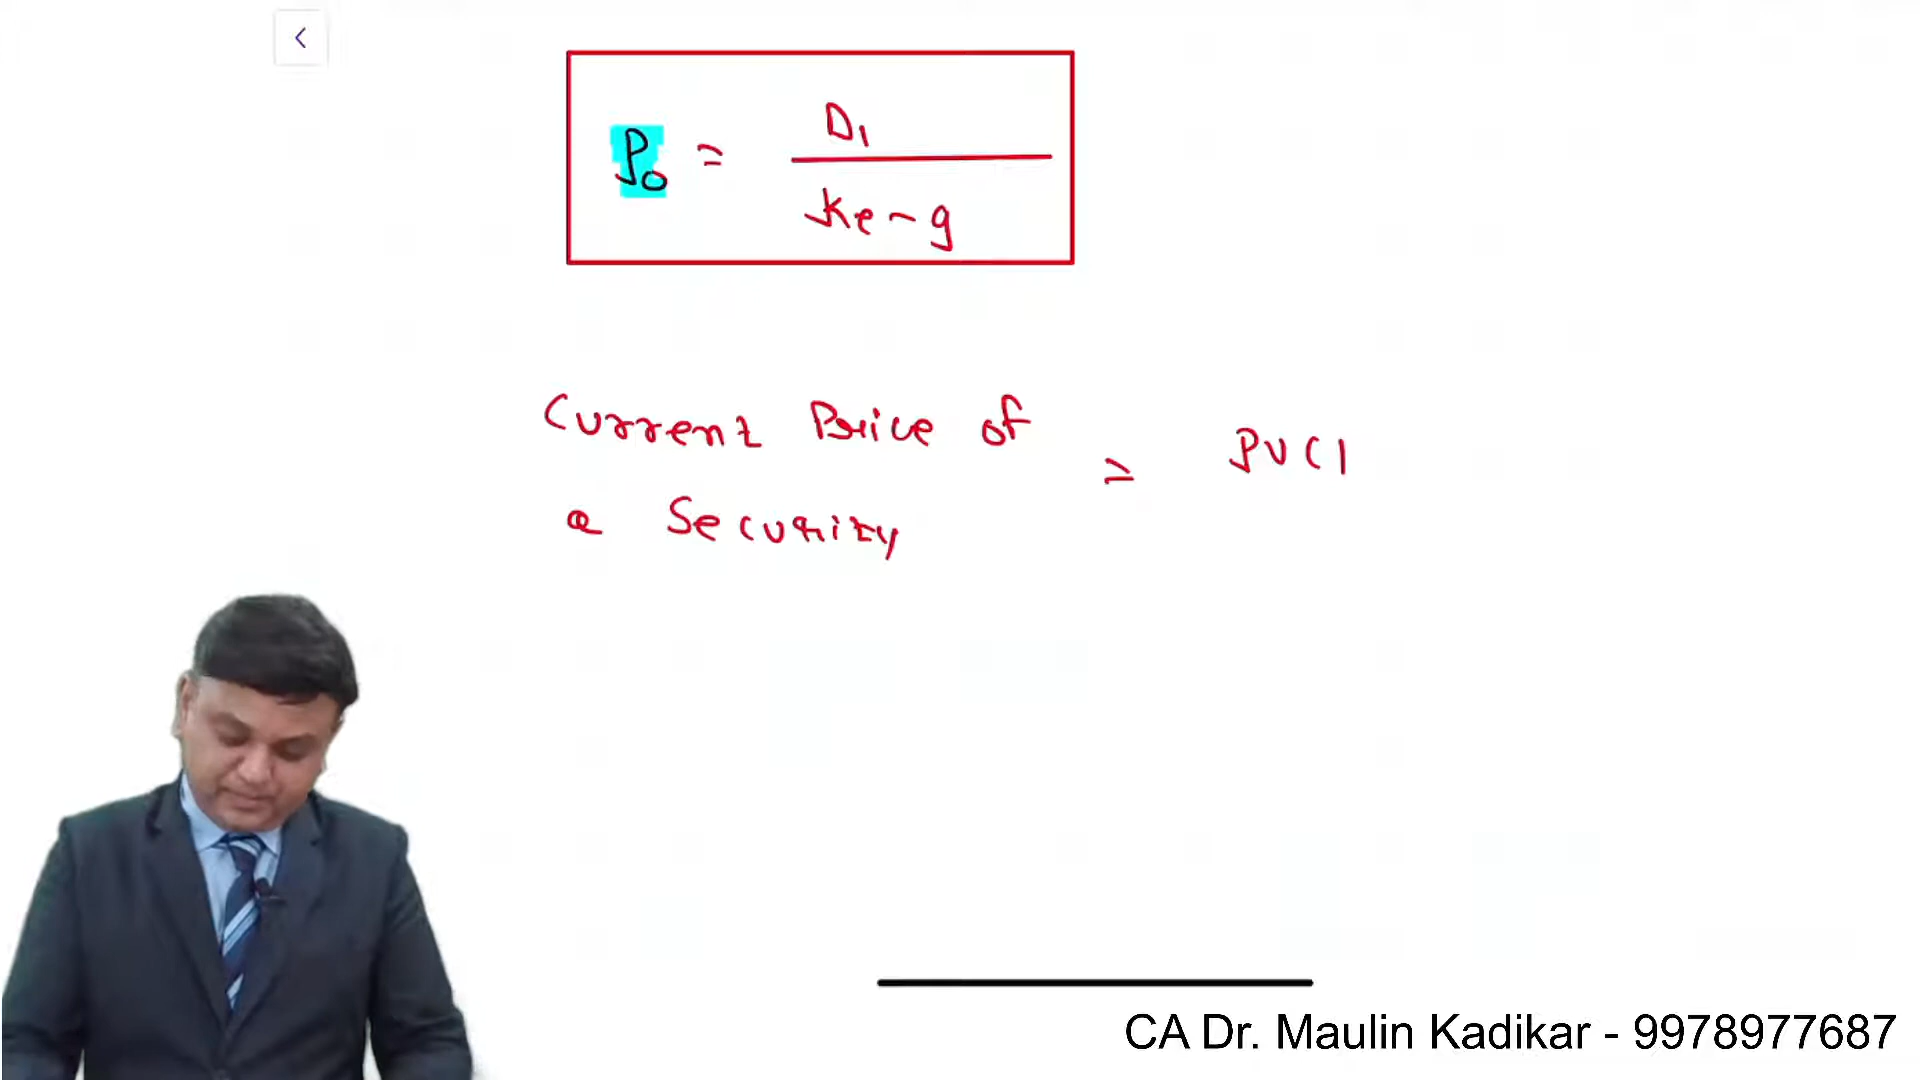 P₀ = D₁
Ke - g
Current Price of
a Security
= PVCI
CA Dr. Maulin Kadikar - 9978977687